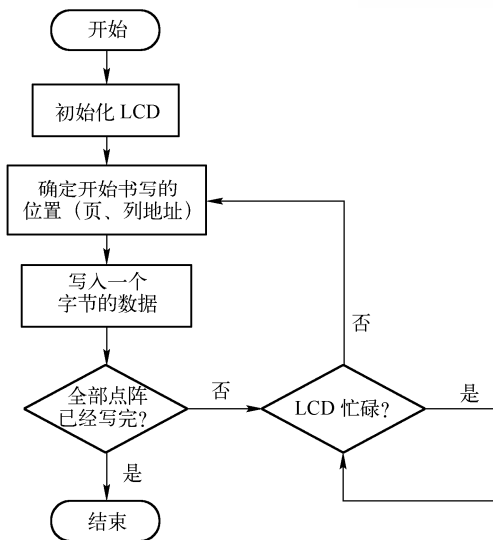 开始
初始化 LCD
确定开始书写的
位置（页、列地址）
写入一个
字节的数据
否
全部点阵
已经写完?
否
LCD 忙碌?
是
是
结束